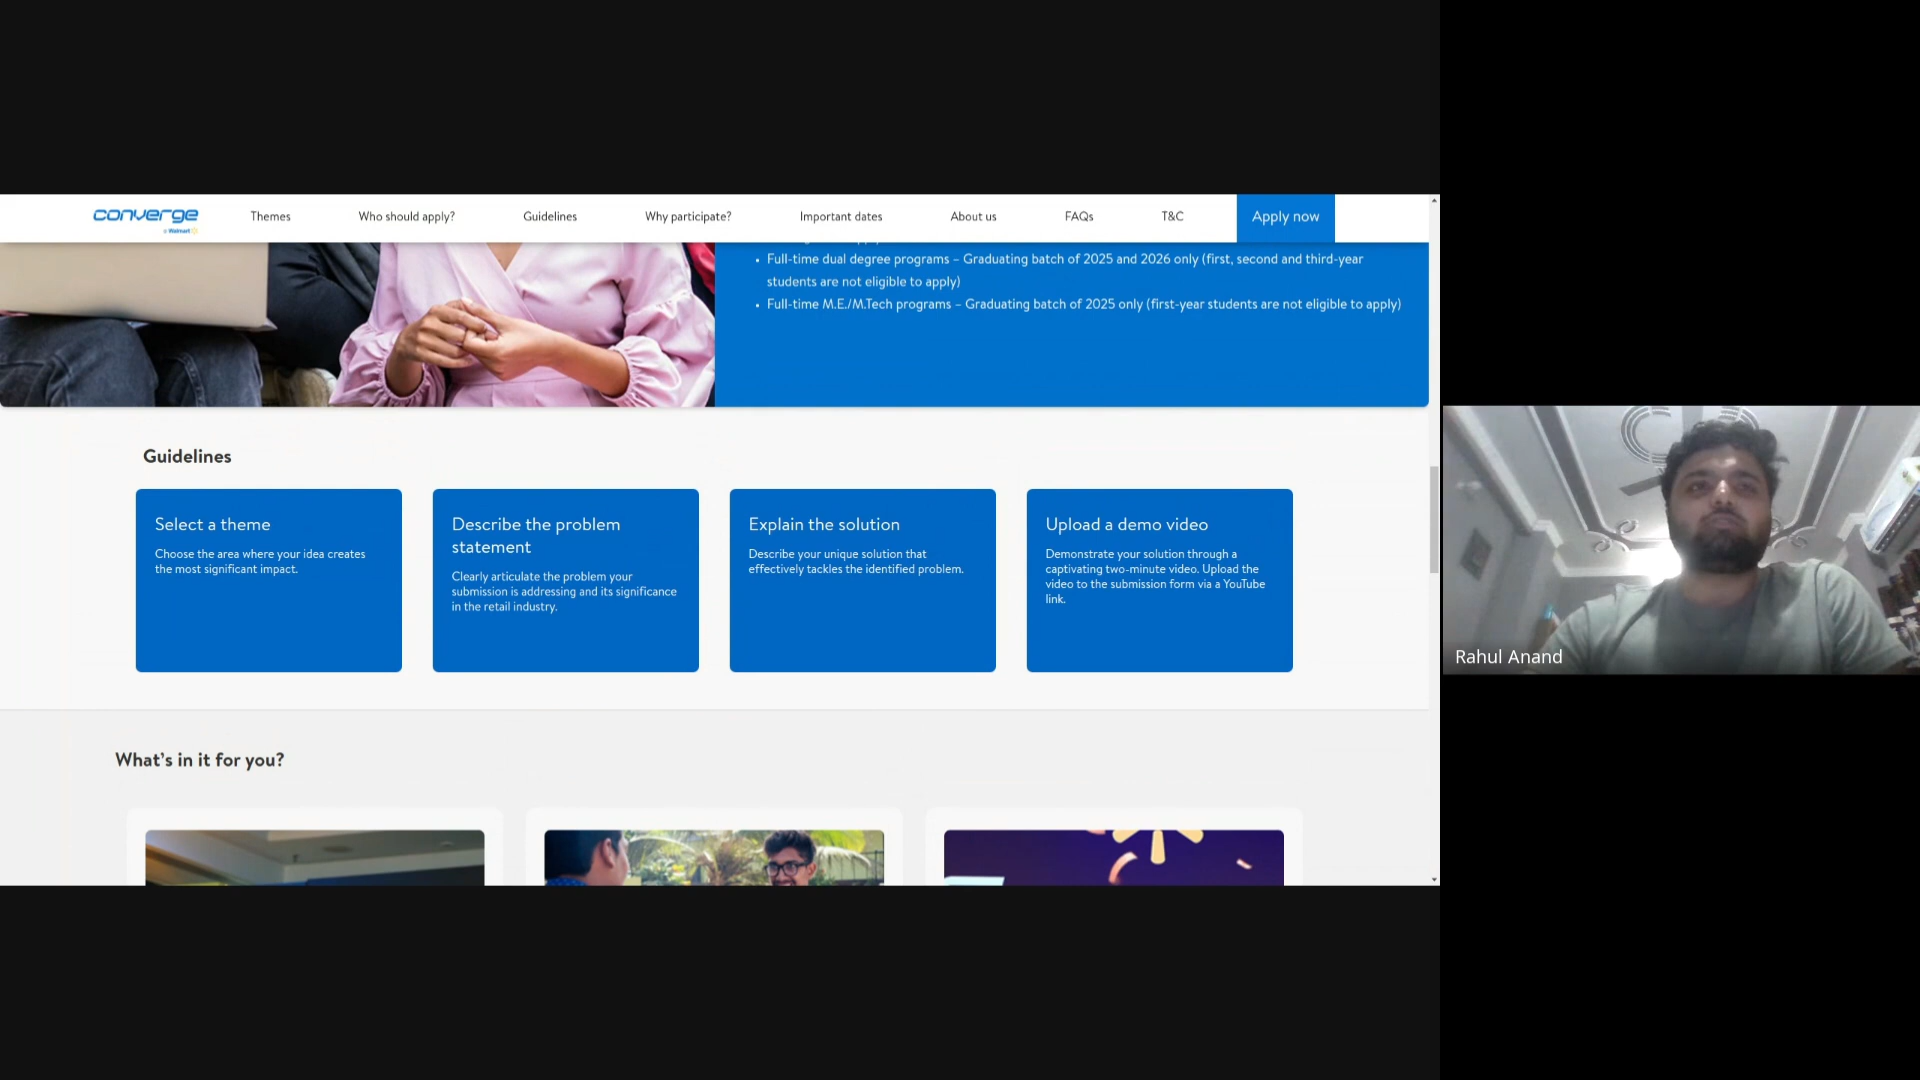 converge
@ Walmart
Themes
Who should apply?
Guidelines
Why participate?
Important dates
About us
FAQs
T&C
Apply now
• Full-time dual degree programs – Graduating batch of 2025 and 2026 only (first, second and third-year
students are not eligible to apply)
• Full-time M.E./M.Tech programs – Graduating batch of 2025 only (first-year students are not eligible to apply)
Guidelines
Select a theme
Choose the area where your idea creates
the most significant impact.
Describe the problem
statement
Clearly articulate the problem your
submission is addressing and its significance
in the retail industry.
Explain the solution
Describe your unique solution that
effectively tackles the identified problem.
Upload a demo video
Demonstrate your solution through a
captivating two-minute video. Upload the
video to the submission form via a YouTube
link.
What's in it for you?
Rahul Anand